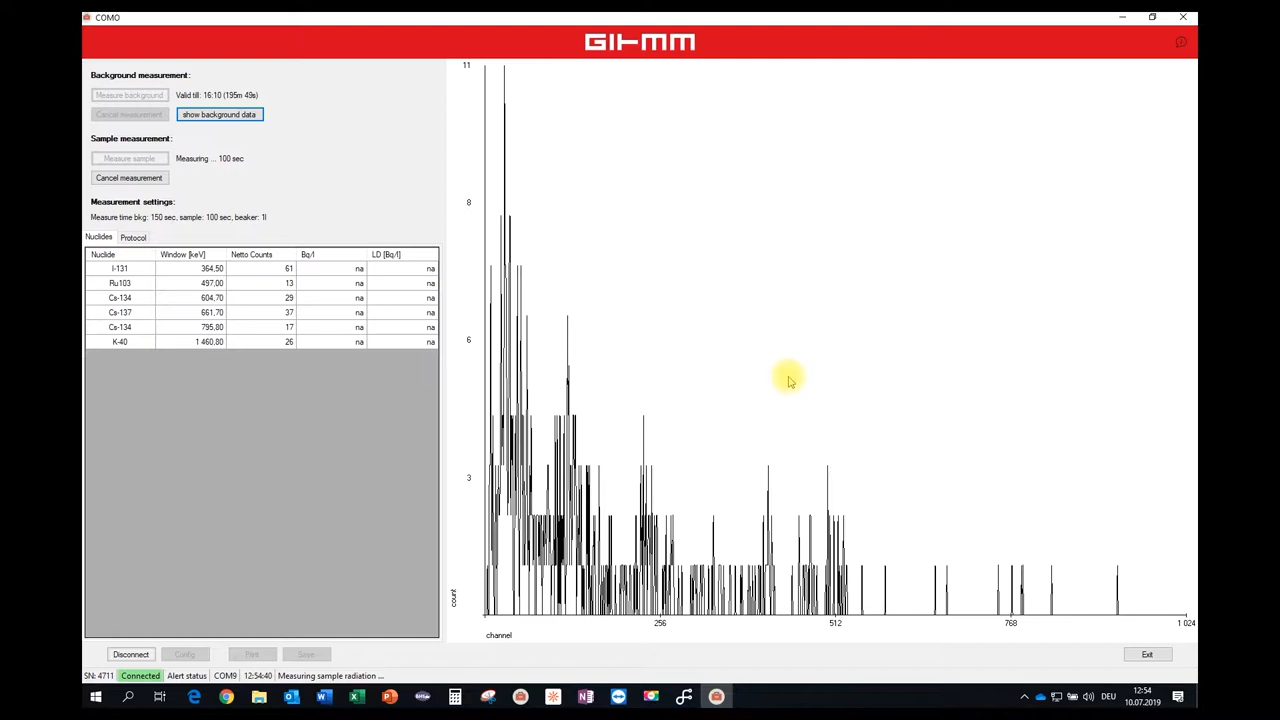 COMO
GIHMM
Background measurement:
Measure background Valid till: 16:10 (195m 49s)
Cancel measurement show background data
Sample measurement:
Measure sample Measuring ... 100 sec
Cancel measurement
Measurement settings:
Measure time bkg: 150 sec, sample: 100 sec, beaker: 1l
Nuclides Protocol
Nuclide Window [keV] Netto Counts Bq/l LD [Bq/l]
I-131 364,50 61 na na
Ru103 497,00 13 na na
Cs-134 604,70 29 na na
Cs-137 661,70 37 na na
Cs-134 795,80 17 na na
K-40 1 460,80 26 na na
11
8
6
3
count
256 512 768 1 024
channel
Disconnect Config Print Save Exit
SN: 4711 Connected Alert status COM9 12:54:40 Measuring sample radiation ...
DEU 12:54
10.07.2019